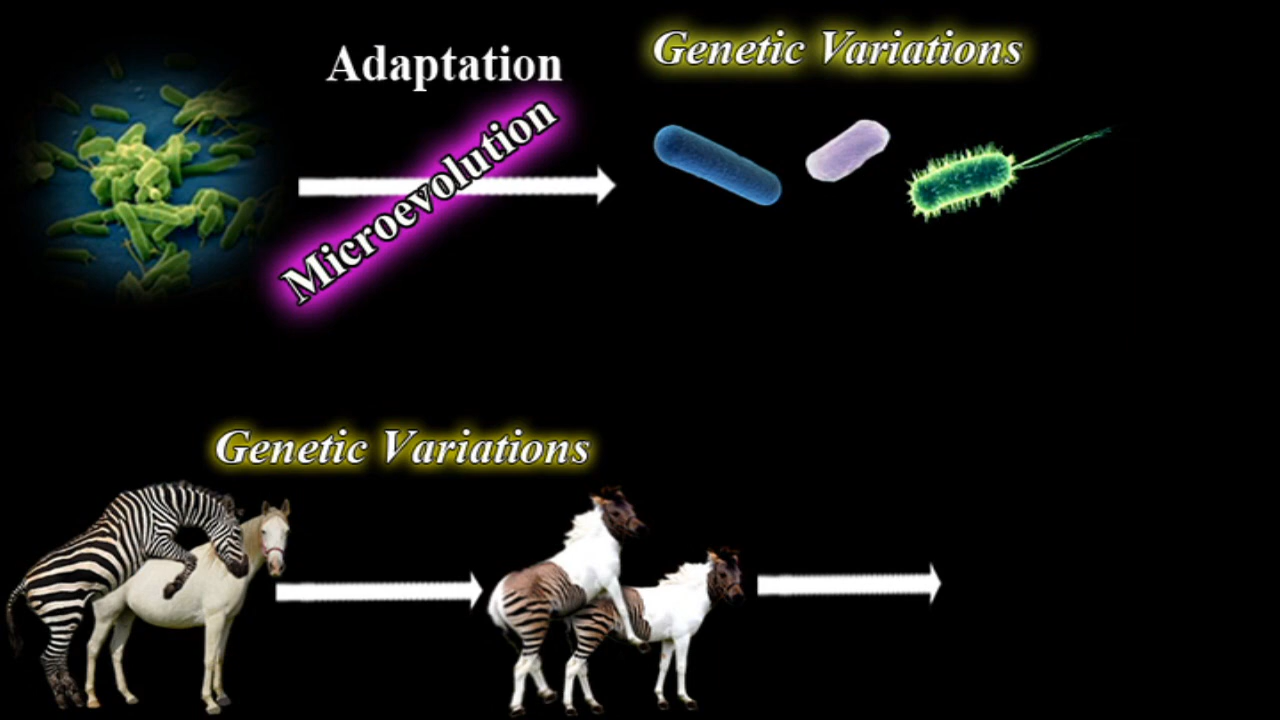 Adaptation
Genetic Variations
Microevolution
Genetic Variations